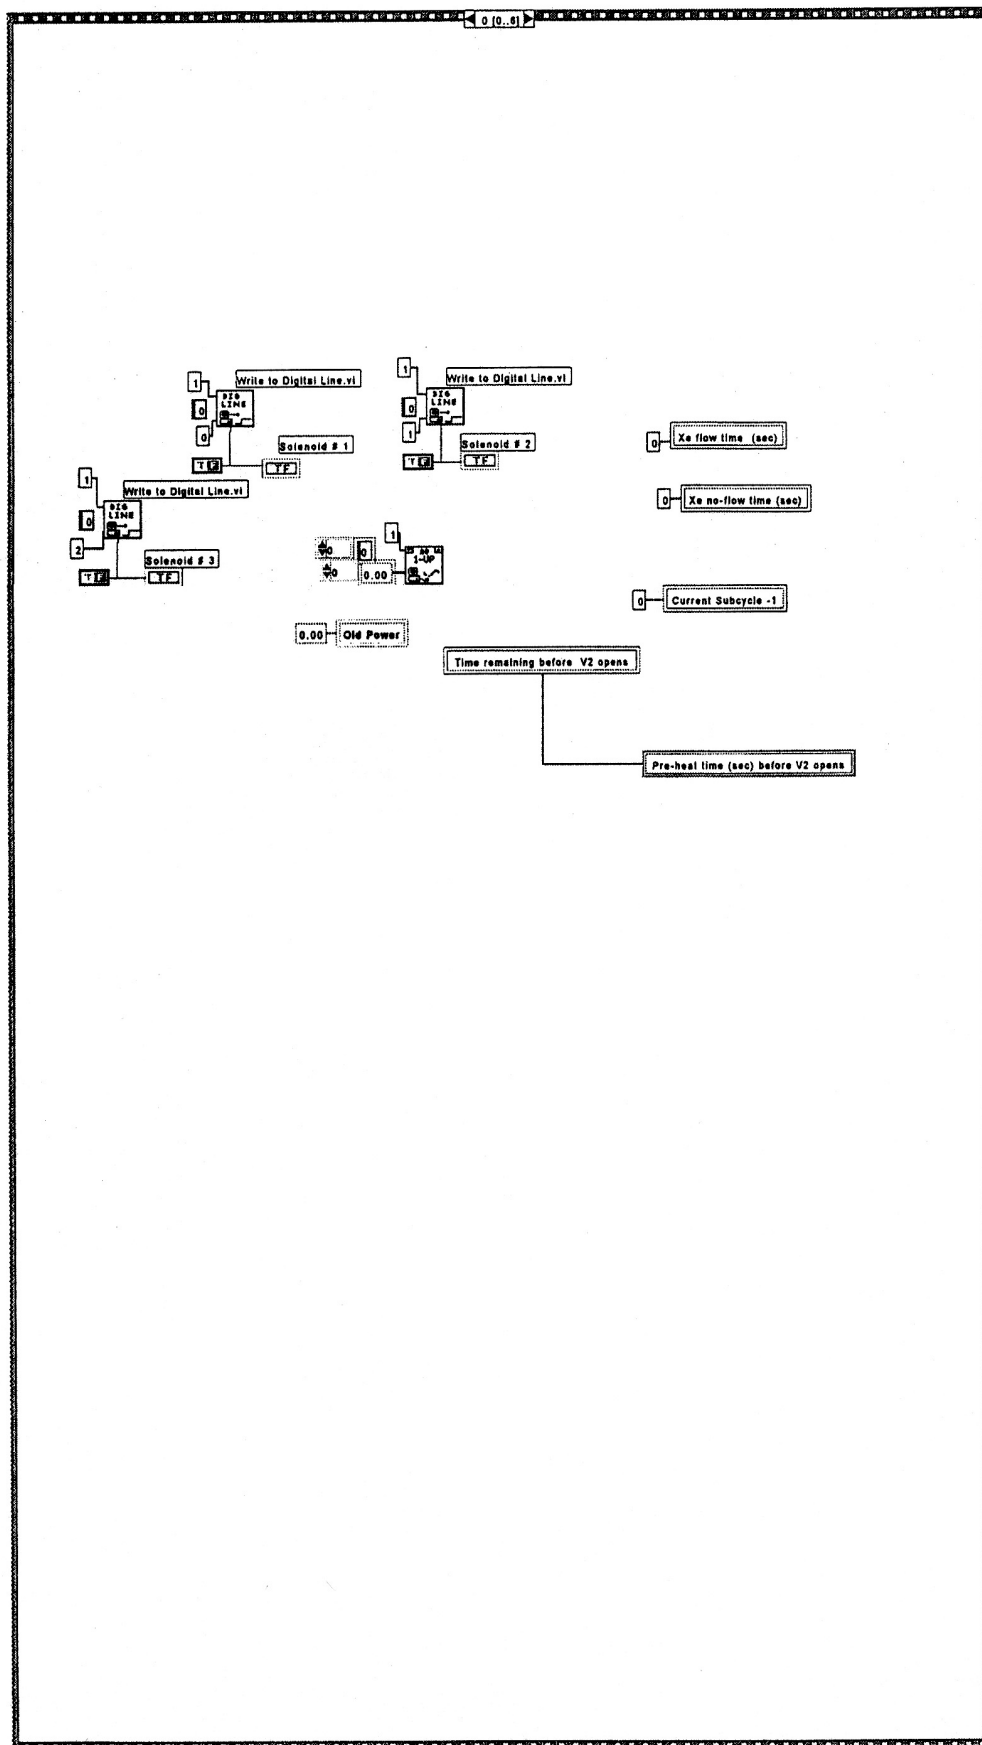 0 [0..6]
1
Write to Digital Line.vi
DIG
LINE
0
0
Solenoid # 1
T F
TF
1
Write to Digital Line.vi
DIG
LINE
0
1
Solenoid # 2
T F
TF
0
Xe flow time (sec)
1
Write to Digital Line.vi
DIG
LINE
0
2
Solenoid # 3
T F
TF
0
Xe no-flow time (sec)
1
0
0
0
0.00
1-UP
0
Current Subcycle -1
0.00
Old Power
Time remaining before V2 opens
Pre-heat time (sec) before V2 opens